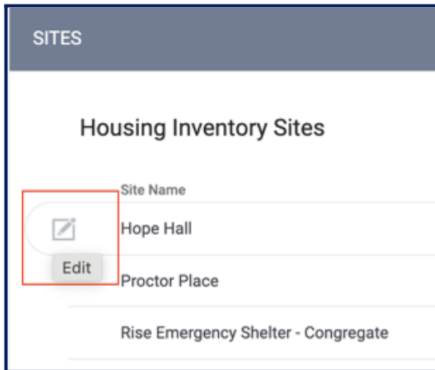 SITES
Housing Inventory Sites
Site Name
Hope Hall
Edit
Proctor Place
Rise Emergency Shelter - Congregate